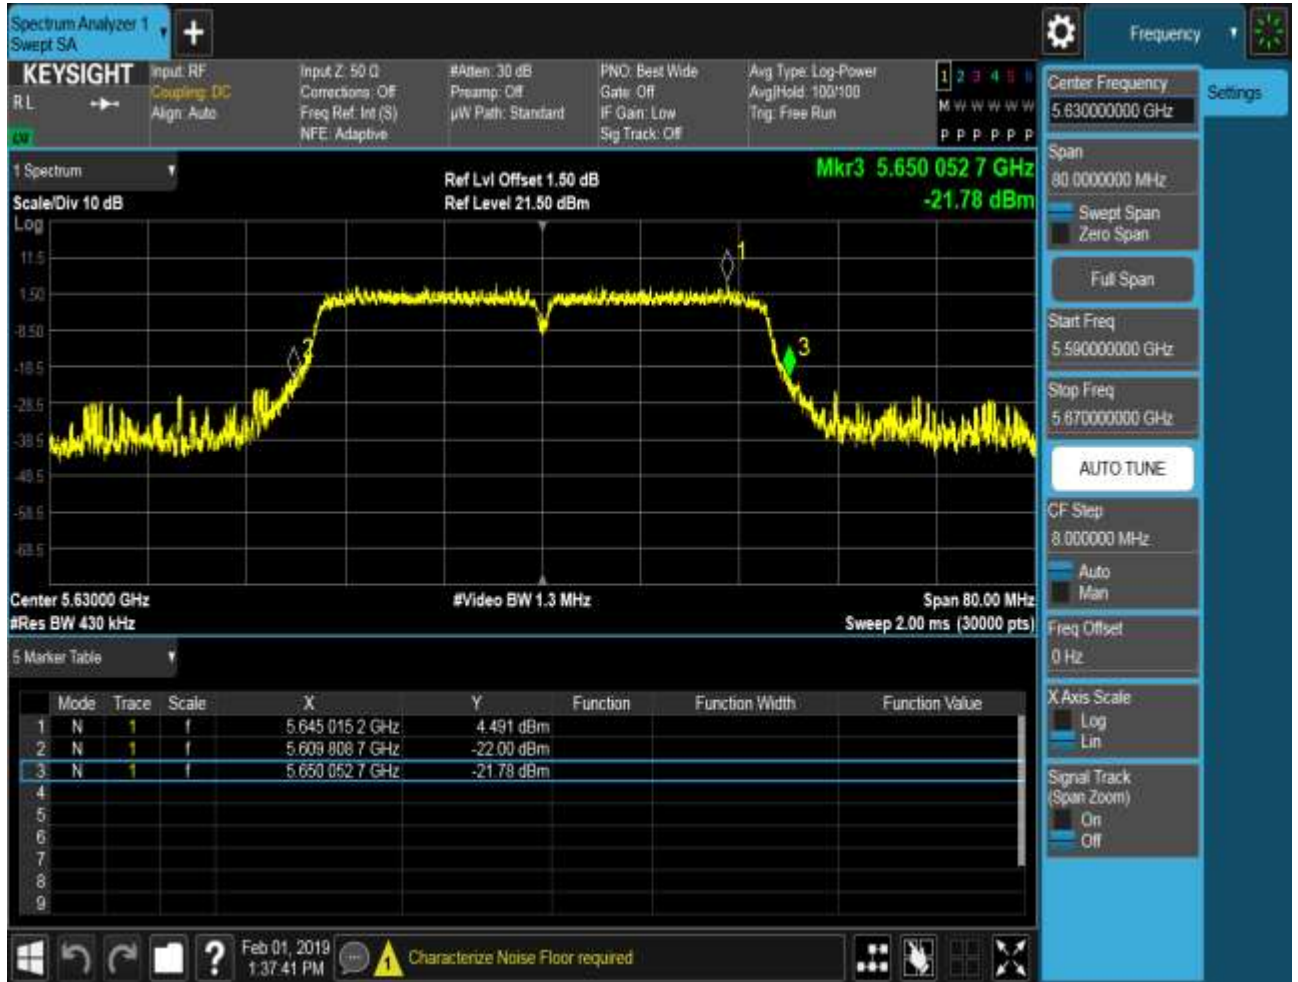 Spectrum Analyzer 1
Swept SA
+
Frequency
KEYSIGHT
RL
Input: RF
Coupling: DC
Align: Auto
Input Z: 50 Ω
Corrections: Off
Freq Ref: Int (S)
NFE: Adaptive
#Atten: 30 dB
Preamp: Off
µW Path: Standard
PNO: Best Wide
Gate: Off
IF Gain: Low
Sig Track: Off
Avg Type: Log-Power
Avg|Hold: 100/100
Trig: Free Run
1 2 3 4 5 6
M W W W W W
P P P P P P
1 Spectrum
Scale/Div 10 dB
Ref Lvl Offset 1.50 dB
Ref Level 21.50 dBm
Mkr3 5.650 052 7 GHz
-21.78 dBm
Log
11.5
1.50
-8.50
-18.5
-28.5
-38.5
-48.5
-58.5
-68.5
1
2
3
Center 5.63000 GHz
#Res BW 430 kHz
#Video BW 1.3 MHz
Span 80.00 MHz
Sweep 2.00 ms (30000 pts)
5 Marker Table
Mode Trace Scale X Y Function Function Width Function Value
1 N 1 f 5.645 015 2 GHz 4.491 dBm
2 N 1 f 5.609 808 7 GHz -22.00 dBm
3 N 1 f 5.650 052 7 GHz -21.78 dBm
4
5
6
7
8
9
Feb 01, 2019
1:37:41 PM
?
1
Characterize Noise Floor required
Center Frequency
5.630000000 GHz
Settings
Span
80.0000000 MHz
Swept Span
Zero Span
Full Span
Start Freq
5.590000000 GHz
Stop Freq
5.670000000 GHz
AUTO TUNE
CF Step
8.000000 MHz
Auto
Man
Freq Offset
0 Hz
X Axis Scale
Log
Lin
Signal Track
(Span Zoom)
On
Off